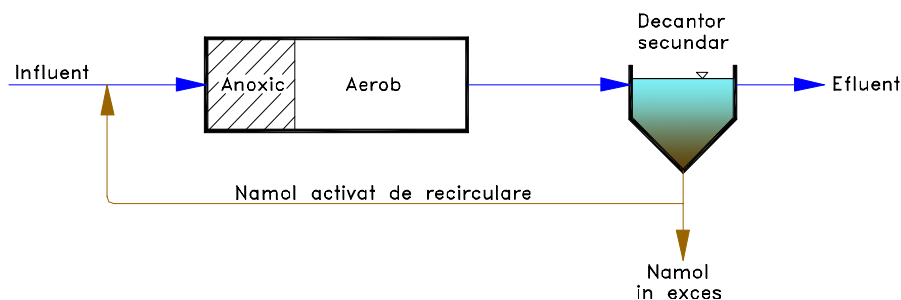 Decantor
secundar
Influent
Anoxic
Aerob
Efluent
Namol activat de recirculare
Namol
in exces